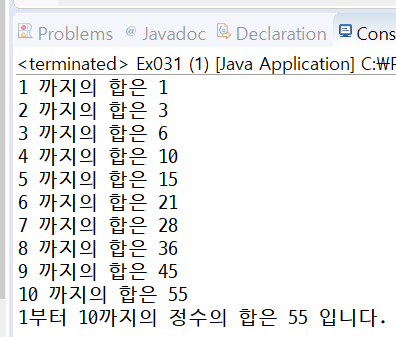 Problems @ Javadoc Declaration Cons
<terminated> Ex031 (1) [Java Application] C:₩P
1 까지의 합은 1
2 까지의 합은 3
3 까지의 합은 6
4 까지의 합은 10
5 까지의 합은 15
6 까지의 합은 21
7 까지의 합은 28
8 까지의 합은 36
9 까지의 합은 45
10 까지의 합은 55
1부터 10까지의 정수의 합은 55 입니다.